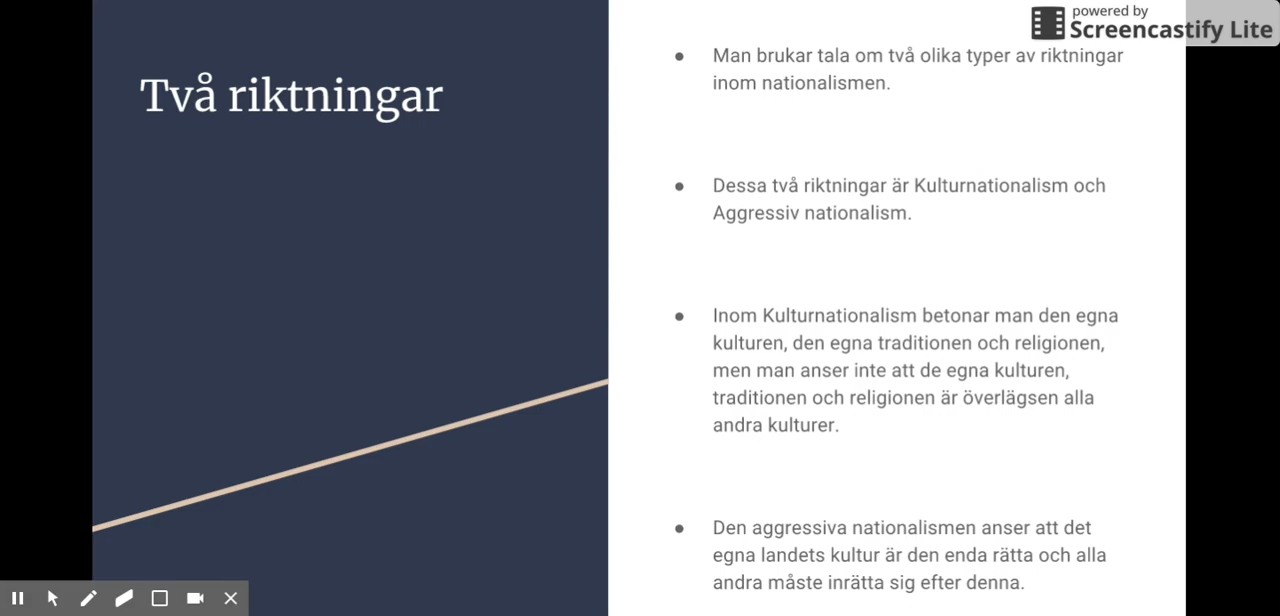 powered by
Screencastify Lite
Två riktningar
● Man brukar tala om två olika typer av riktningar
inom nationalismen.
● Dessa två riktningar är Kulturnationalism och
Aggressiv nationalism.
● Inom Kulturnationalism betonar man den egna
kulturen, den egna traditionen och religionen,
men man anser inte att de egna kulturen,
traditionen och religionen är överlägsen alla
andra kulturer.
● Den aggressiva nationalismen anser att det
egna landets kultur är den enda rätta och alla
andra måste inrätta sig efter denna.